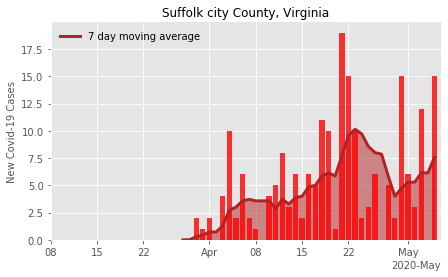 Suffolk city County, Virginia
7 day moving average
New Covid-19 Cases
17.5
15.0
12.5
10.0
7.5
5.0
2.5
0.0
08 15 22 Apr 08 15 22 May
2020-May